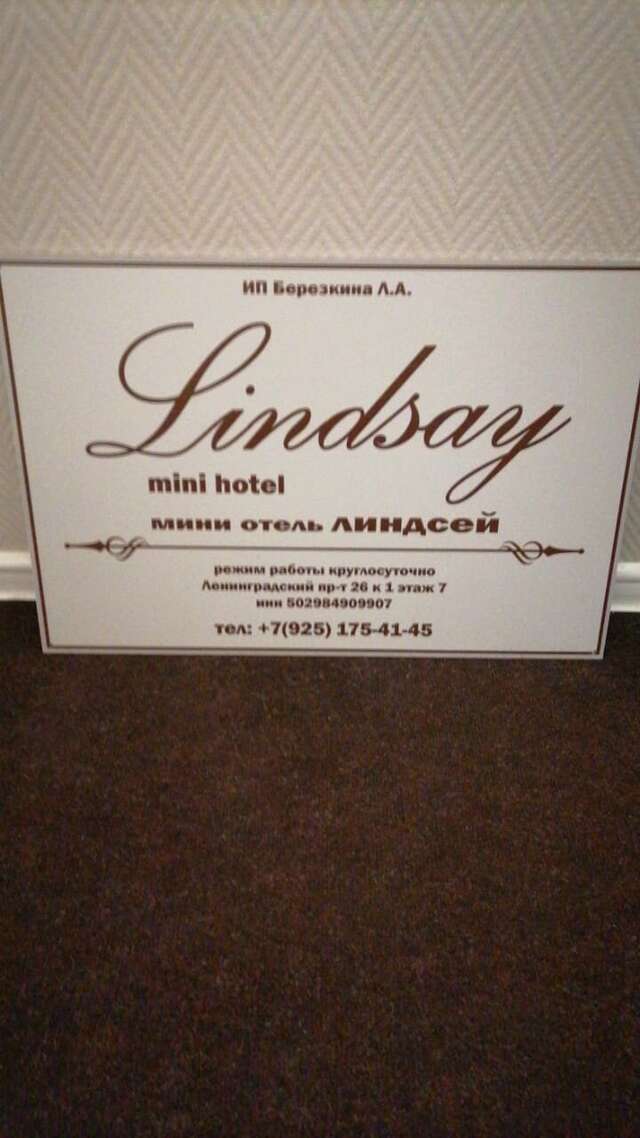 ИП Березкина Л.А.
Lindsay
mini hotel
мини отель ЛИНДСЕЙ
режим работы круглосуточно
Ленинградский пр-т 26 к 1 этаж 7
инн 502984909907
тел: +7(925) 175-41-45